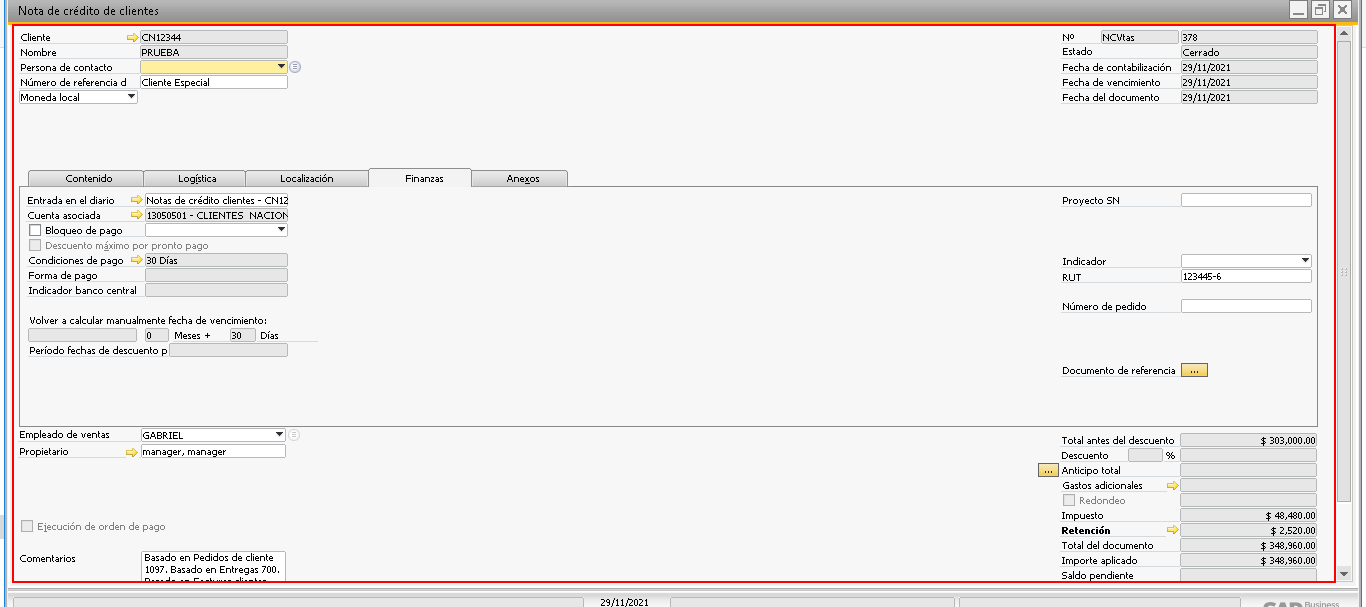 Nota de crédito de clientes
Cliente CN12344
Nombre PRUEBA
Persona de contacto
Número de referencia d Cliente Especial
Moneda local
Nº NCVtas 378
Estado Cerrado
Fecha de contabilización 29/11/2021
Fecha de vencimiento 29/11/2021
Fecha del documento 29/11/2021
Contenido Logística Localización Finanzas Anexos
Entrada en el diario Notas de crédito clientes - CN12
Cuenta asociada 13050501 - CLIENTES NACION
Bloqueo de pago
Descuento máximo por pronto pago
Condiciones de pago 30 Días
Forma de pago
Indicador banco central
Volver a calcular manualmente fecha de vencimiento:
0 Meses + 30 Días
Período fechas de descuento p
Proyecto SN
Indicador
RUT 123445-6
Número de pedido
Documento de referencia ...
Empleado de ventas GABRIEL
Propietario manager, manager
Ejecución de orden de pago
Comentarios Basado en Pedidos de cliente
1097. Basado en Entregas 700.
Basado en Facturas clientes
Total antes del descuento $ 303,000.00
Descuento %
... Anticipo total
Gastos adicionales
Redondeo
Impuesto $ 48,480.00
Retención $ 2,520.00
Total del documento $ 348,960.00
Importe aplicado $ 348,960.00
Saldo pendiente
29/11/2021
SAP Business